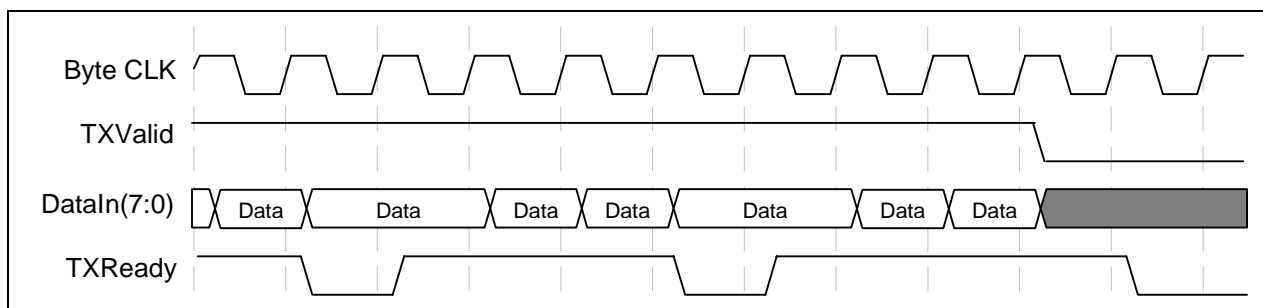 Byte CLK
TXValid
DataIn(7:0)
Data Data Data Data Data Data Data
TXReady